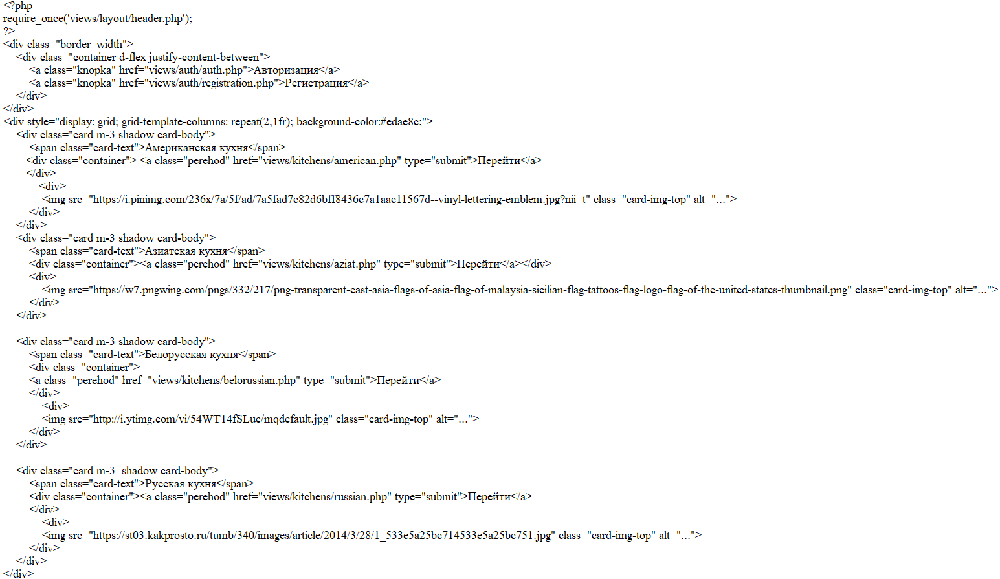 <?php
require_once('views/layout/header.php');
?>
<div class="border_width">
<div class="container d-flex justify-content-between">
<a class="knopka" href="views/auth/auth.php">Авторизация</a>
<a class="knopka" href="views/auth/registration.php">Регистрация</a>
</div>
</div>
<div style="display: grid; grid-template-columns: repeat(2,1fr); background-color:#edae8c;">
<div class="card m-3 shadow card-body">
<span class="card-text">Американская кухня</span>
<div class="container"> <a class="perehod" href="views/kitchens/american.php" type="submit">Перейти</a>
</div>
<div>
<img src="https://i.pinimg.com/236x/7a/5f/ad/7a5fad7c82d6bff8436c7a1aac11567d--vinyl-lettering-emblem.jpg?nii=t" class="card-img-top" alt="...">
</div>
</div>
<div class="card m-3 shadow card-body">
<span class="card-text">Азиатская кухня</span>
<div class="container"><a class="perehod" href="views/kitchens/aziat.php" type="submit">Перейти</a></div>
<div>
<img src="https://w7.pngwing.com/pngs/332/217/png-transparent-east-asia-flags-of-asia-flag-of-malaysia-sicilian-flag-tattoos-flag-logo-flag-of-the-united-states-thumbnail.png" class="card-img-top" alt="...">
</div>
</div>
<div class="card m-3 shadow card-body">
<span class="card-text">Белорусская кухня</span>
<div class="container">
<a class="perehod" href="views/kitchens/belorussian.php" type="submit">Перейти</a>
</div>
<div>
<img src="http://i.ytimg.com/vi/54WT14fSLuc/mqdefault.jpg" class="card-img-top" alt="...">
</div>
</div>
<div class="card m-3  shadow card-body">
<span class="card-text">Русская кухня</span>
<div class="container"><a class="perehod" href="views/kitchens/russian.php" type="submit">Перейти</a>
</div>
<div>
<img src="https://st03.kakprosto.ru/tumb/340/images/article/2014/3/28/1_533e5a25bc714533e5a25bc751.jpg" class="card-img-top" alt="...">
</div>
</div>
</div>